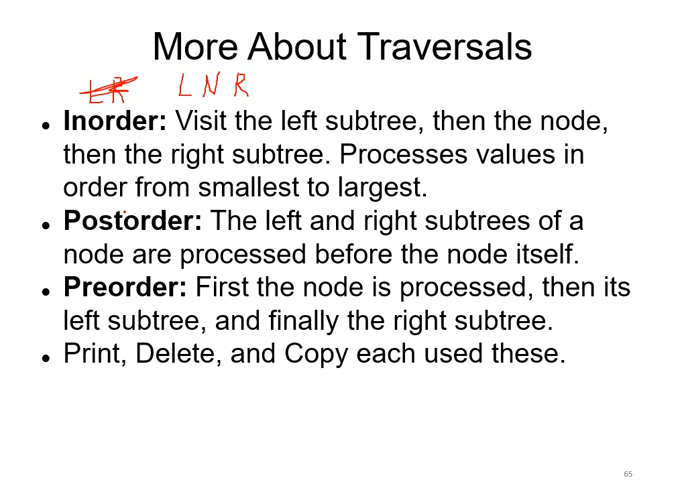 More About Traversals
LR L N R
• Inorder: Visit the left subtree, then the node,
then the right subtree. Processes values in
order from smallest to largest.
• Postorder: The left and right subtrees of a
node are processed before the node itself.
• Preorder: First the node is processed, then its
left subtree, and finally the right subtree.
• Print, Delete, and Copy each used these.
65